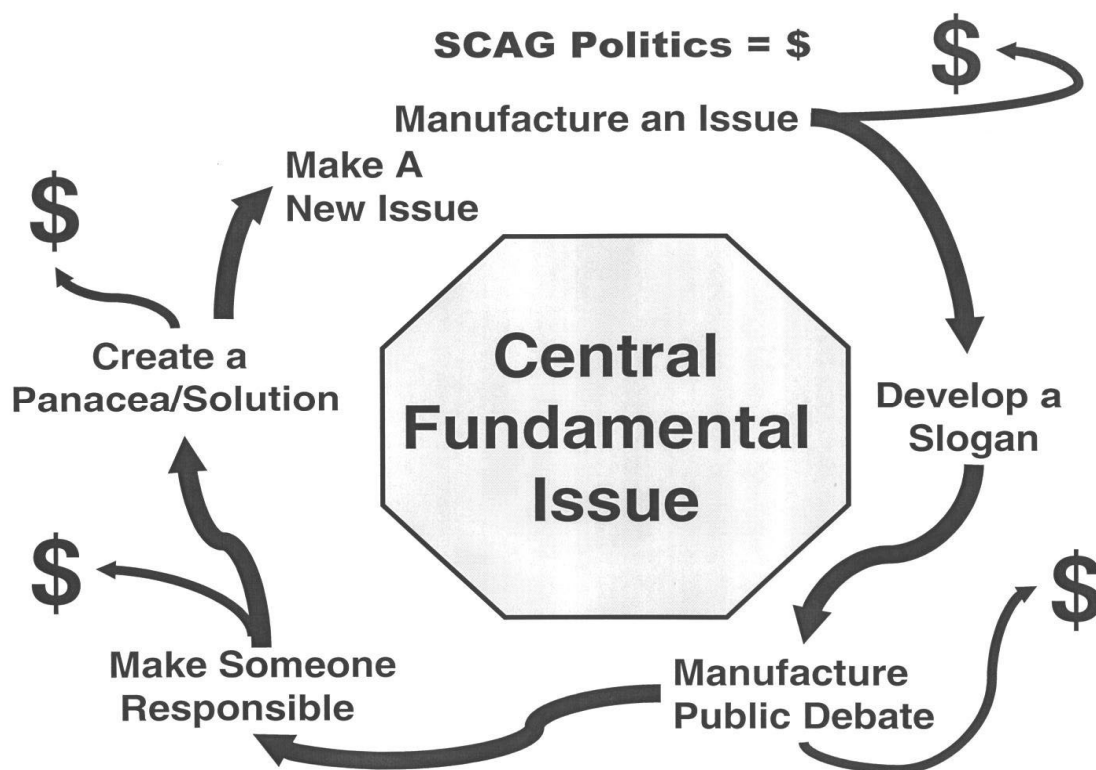 SCAG Politics = $
$
Manufacture an Issue
Make A
New Issue
$
Central
Fundamental
Issue
Create a
Panacea/Solution
Develop a
Slogan
$
$
Make Someone
Responsible
Manufacture
Public Debate